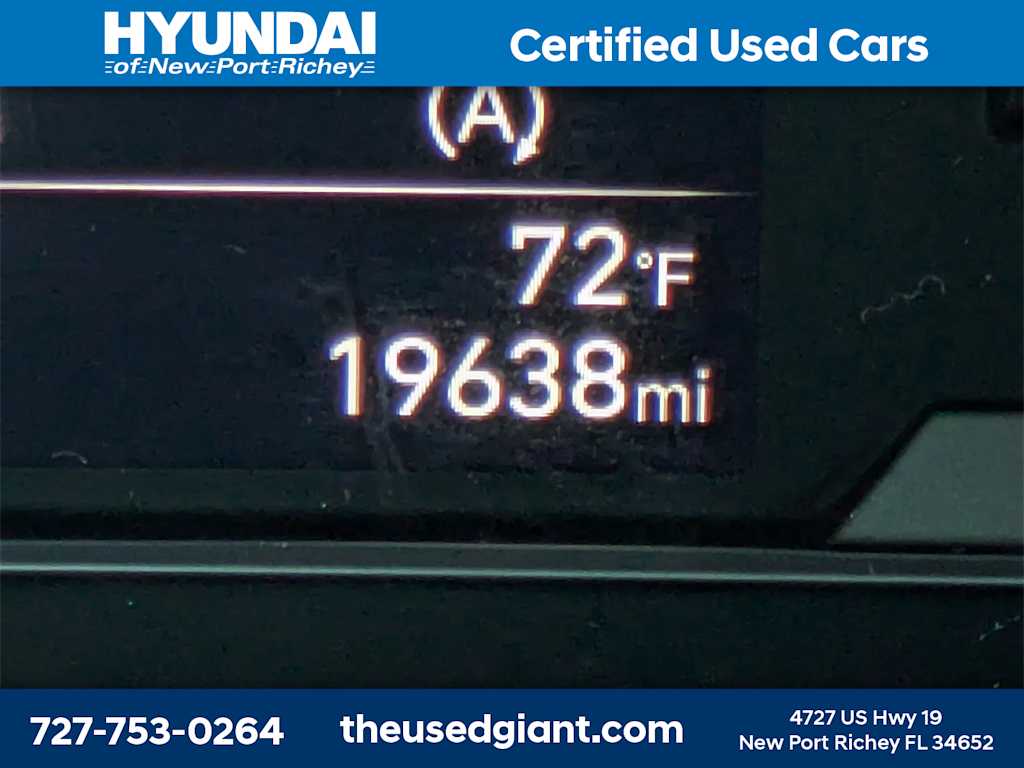 HYUNDAI
of New Port Richey
Certified Used Cars
(A)
72°F
19638mi
727-753-0264
theusedgiant.com
4727 US Hwy 19
New Port Richey FL 34652